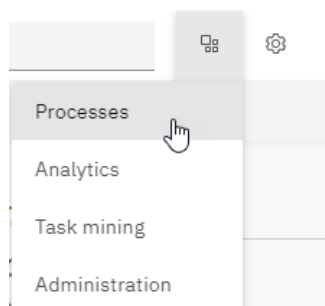 Processes
Analytics
Task mining
Administration